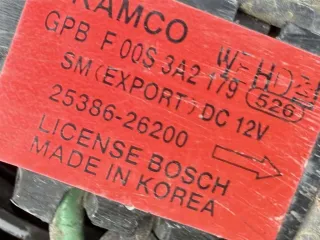 KAMCO
GPB F 00S 3A2 179
SM (EXPORT) DC 12V 526
25386-26200
LICENSE BOSCH
MADE IN KOREA